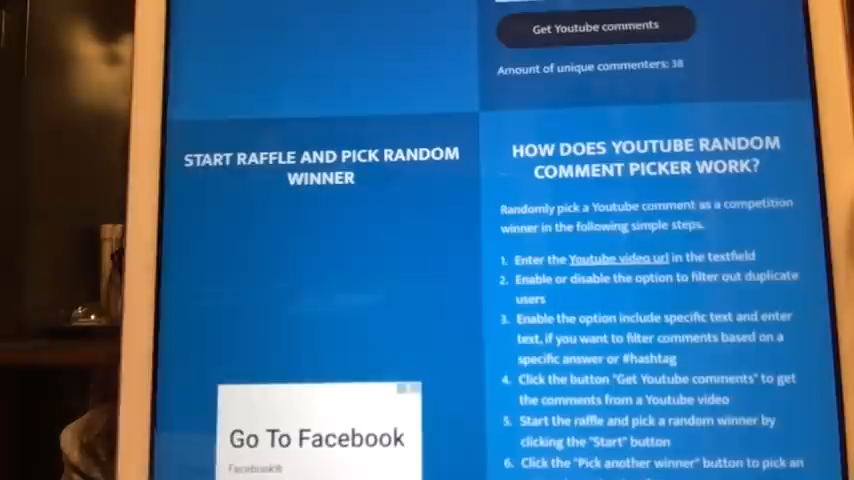 Get Youtube comments
Amount of unique commenters: 38
START RAFFLE AND PICK RANDOM
WINNER
Go To Facebook
Facebook®
HOW DOES YOUTUBE RANDOM
COMMENT PICKER WORK?
Randomly pick a Youtube comment as a competition
winner in the following simple steps.
1. Enter the Youtube video url in the textfield
2. Enable or disable the option to filter out duplicate
users
3. Enable the option include specific text and enter
text, if you want to filter comments based on a
specific answer or #hashtag
4. Click the button "Get Youtube comments" to get
the comments from a Youtube video
5. Start the raffle and pick a random winner by
clicking the "Start" button
6. Click the "Pick another winner" button to pick an